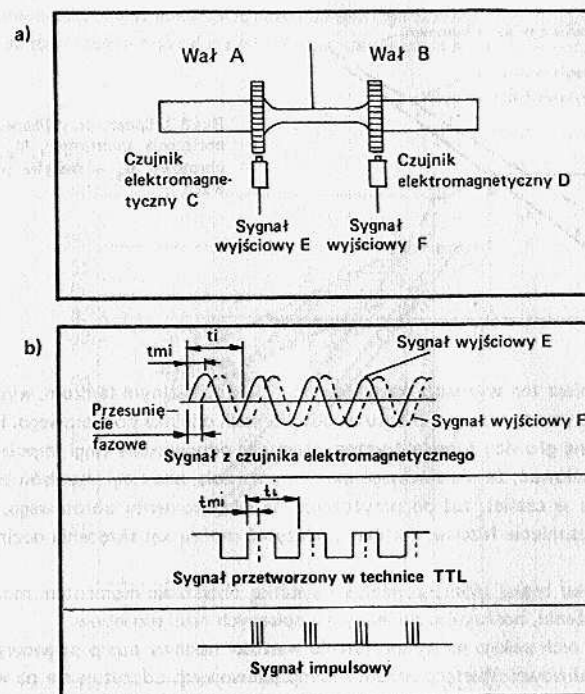 a)
Wał A
Wał B
Czujnik
elektromagne-
tyczny C
Czujnik
elektromagnetyczny D
Sygnał
wyjściowy E
Sygnał
wyjściowy F
b)
ti
tmi
Sygnał wyjściowy E
Przesunię-
cie
fazowe
Sygnał wyjściowy F
Sygnał z czujnika elektromagnetycznego
tmi
ti
Sygnał przetworzony w technice TTL
Sygnał impulsowy